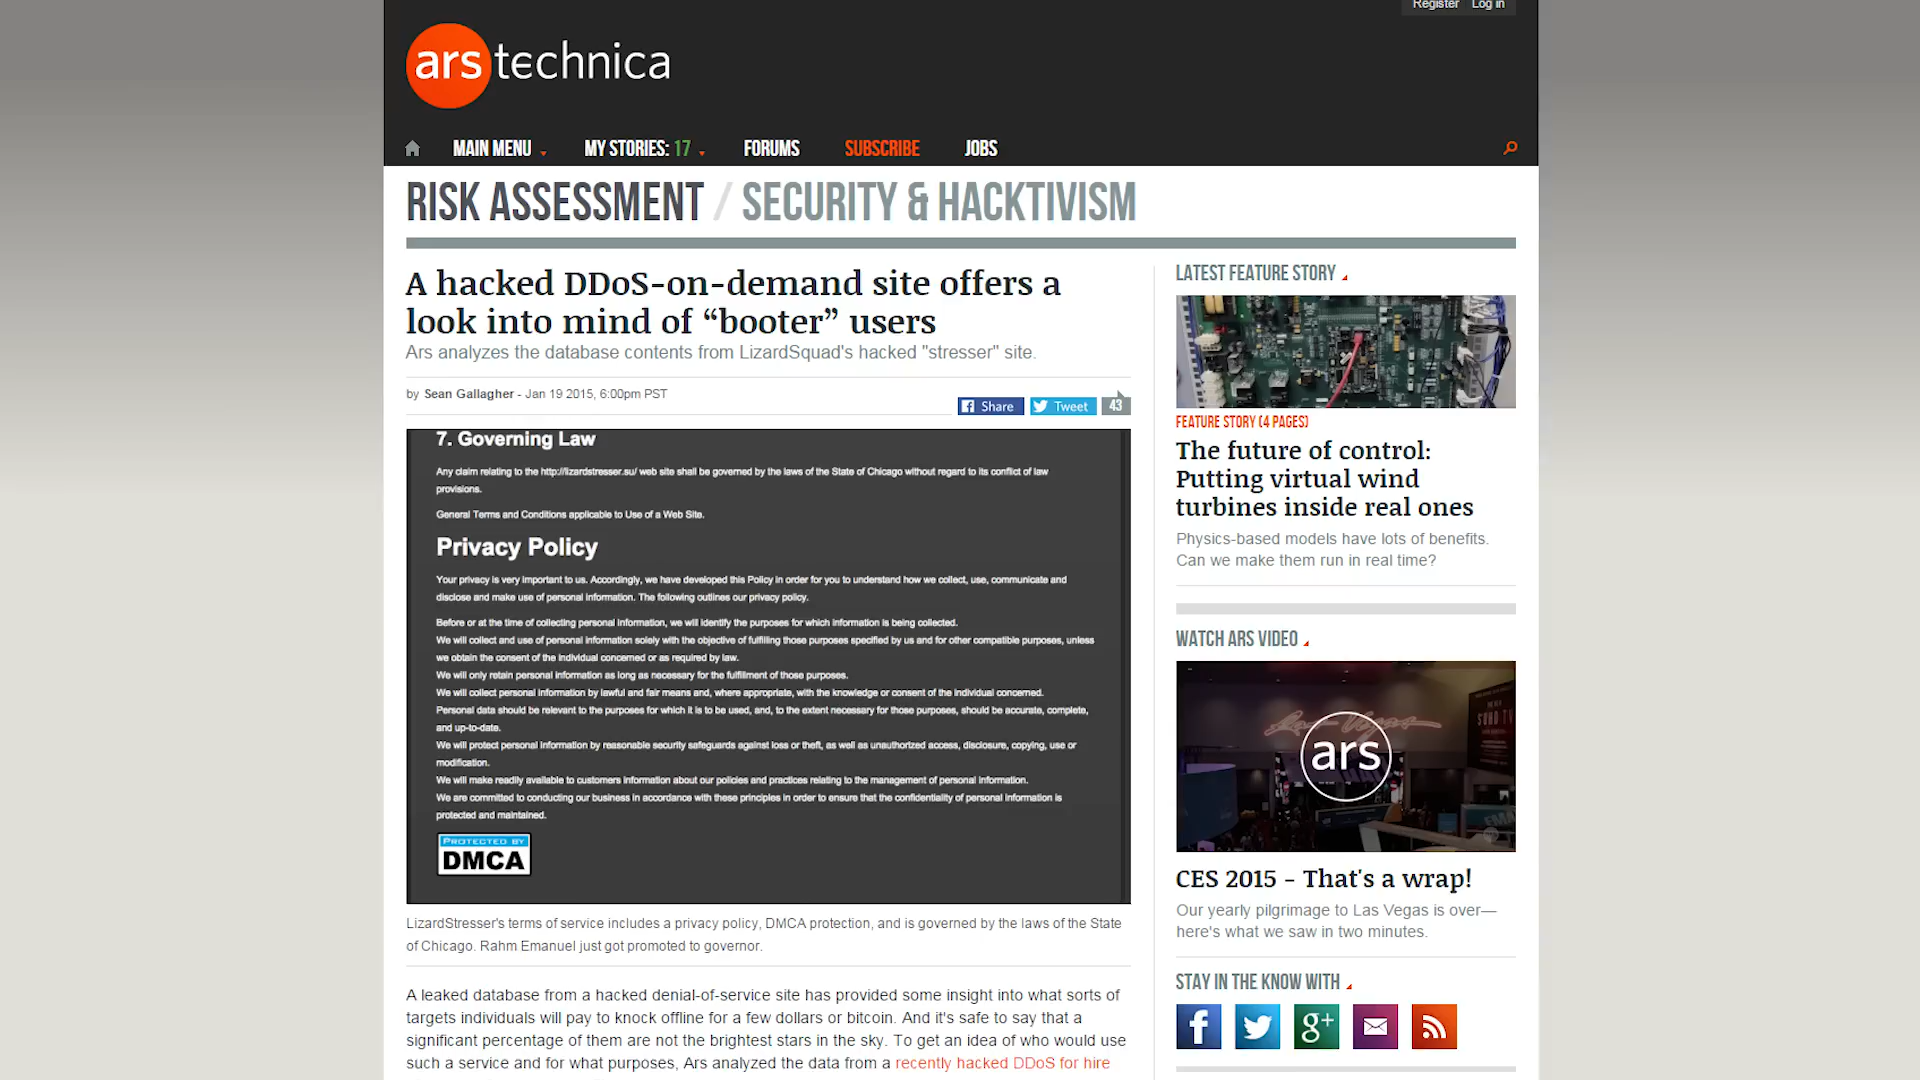 Register Log in
ars technica
MAIN MENU MY STORIES: 17 FORUMS SUBSCRIBE JOBS
RISK ASSESSMENT / SECURITY & HACKTIVISM
A hacked DDoS-on-demand site offers a
look into mind of “booter” users
Ars analyzes the database contents from LizardSquad's hacked "stresser" site.
by Sean Gallagher - Jan 19 2015, 6:00pm PST
Share Tweet 43
7. Governing Law
Any claim relating to the http://lizardstresser.su/ web site shall be governed by the laws of the State of Chicago without regard to its conflict of law
provisions.
General Terms and Conditions applicable to Use of a Web Site.
Privacy Policy
Your privacy is very important to us. Accordingly, we have developed this Policy in order for you to understand how we collect, use, communicate and
disclose and make use of personal information. The following outlines our privacy policy.
Before or at the time of collecting personal information, we will identify the purposes for which information is being collected.
We will collect and use of personal information solely with the objective of fulfilling those purposes specified by us and for other compatible purposes, unless
we obtain the consent of the individual concerned or as required by law.
We will only retain personal information as long as necessary for the fulfillment of those purposes.
We will collect personal information by lawful and fair means and, where appropriate, with the knowledge or consent of the individual concerned.
Personal data should be relevant to the purposes for which it is to be used, and, to the extent necessary for those purposes, should be accurate, complete,
and up-to-date.
We will protect personal information by reasonable security safeguards against loss or theft, as well as unauthorized access, disclosure, copying, use or
modification.
We will make readily available to customers information about our policies and practices relating to the management of personal information.
We are committed to conducting our business in accordance with these principles in order to ensure that the confidentiality of personal information is
protected and maintained.
PROTECTED BY
DMCA
LizardStresser's terms of service includes a privacy policy, DMCA protection, and is governed by the laws of the State
of Chicago. Rahm Emanuel just got promoted to governor.
A leaked database from a hacked denial-of-service site has provided some insight into what sorts of
targets individuals will pay to knock offline for a few dollars or bitcoin. And it's safe to say that a
significant percentage of them are not the brightest stars in the sky. To get an idea of who would use
such a service and for what purposes, Ars analyzed the data from a recently hacked DDoS for hire
LATEST FEATURE STORY
FEATURE STORY (4 PAGES)
The future of control:
Putting virtual wind
turbines inside real ones
Physics-based models have lots of benefits.
Can we make them run in real time?
WATCH ARS VIDEO
Las Vegas
ars
CES 2015 - That's a wrap!
Our yearly pilgrimage to Las Vegas is over—
here's what we saw in two minutes.
STAY IN THE KNOW WITH
f g+